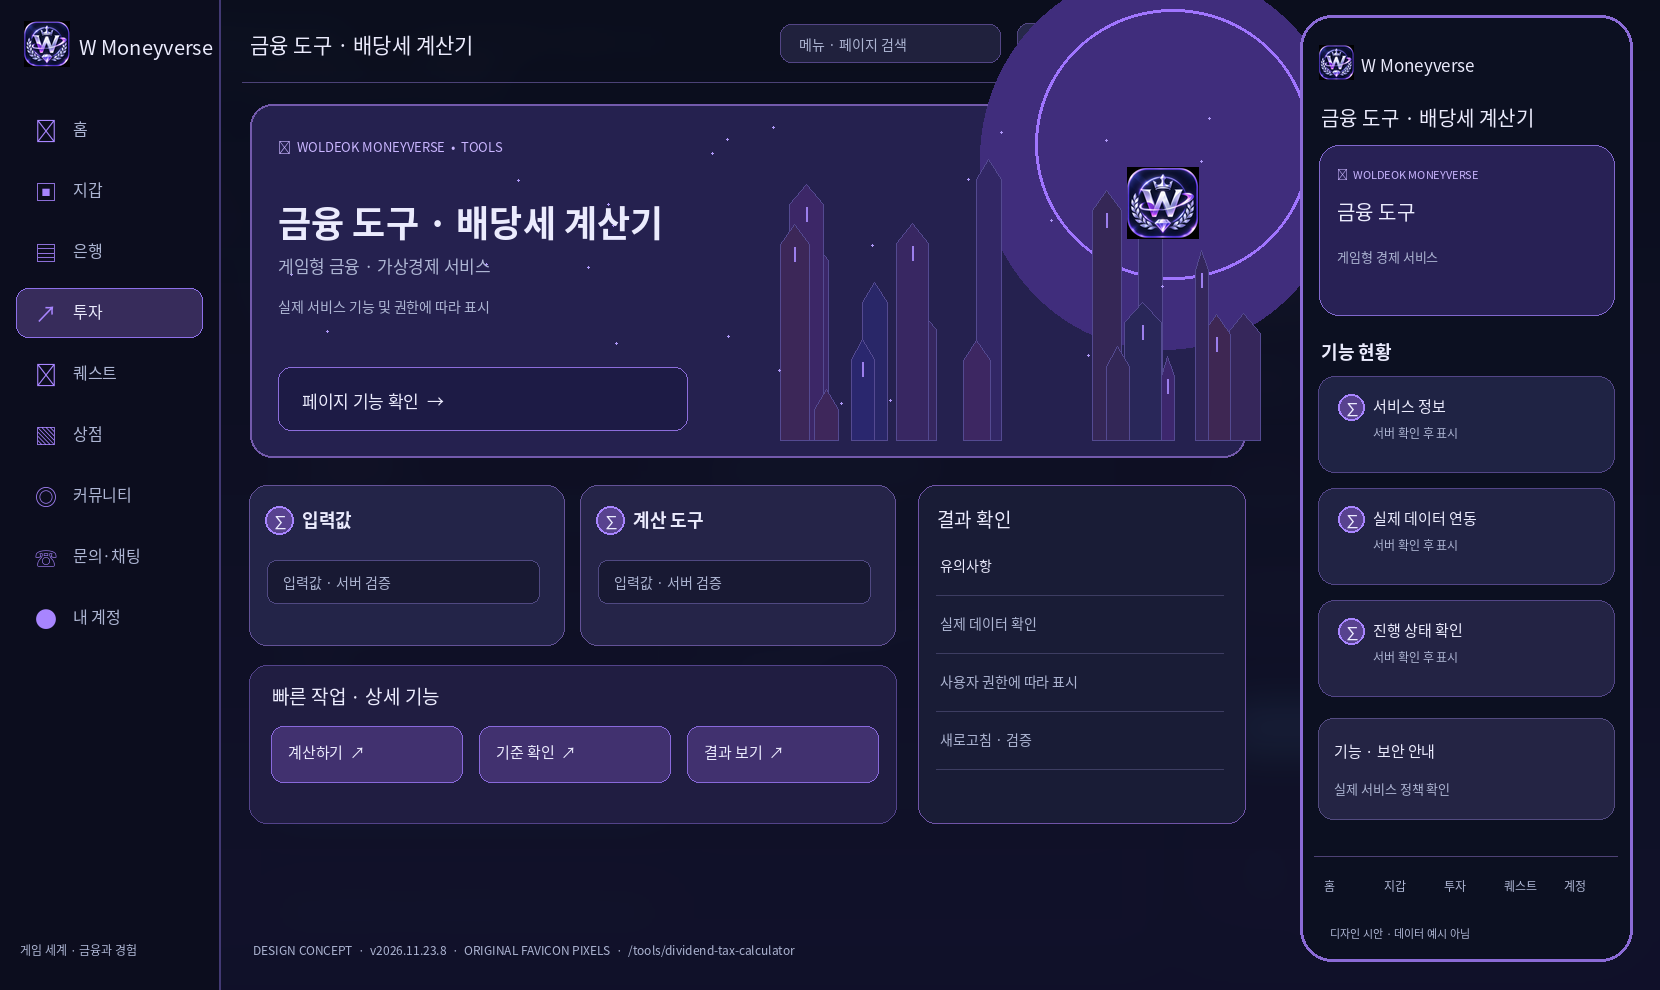 W Moneyverse
홈
지갑
은행
투자
퀘스트
상점
커뮤니티
문의·채팅
내 계정
게임 세계 · 금융과 경험
금융 도구 · 배당세 계산기
메뉴 · 페이지 검색
WOLDEOK MONEYVERSE • TOOLS
금융 도구 · 배당세 계산기
게임형 금융 · 가상경제 서비스
실제 서비스 기능 및 권한에 따라 표시
페이지 기능 확인 →
W
∑ 입력값
입력값 · 서버 검증
∑ 계산 도구
입력값 · 서버 검증
결과 확인
유의사항
실제 데이터 확인
사용자 권한에 따라 표시
새로고침 · 검증
빠른 작업 · 상세 기능
계산하기 ↗
기준 확인 ↗
결과 보기 ↗
DESIGN CONCEPT · v2026.11.23.8 · ORIGINAL FAVICON PIXELS · /tools/dividend-tax-calculator
W Moneyverse
금융 도구 · 배당세 계산기
WOLDEOK MONEYVERSE
금융 도구
게임형 경제 서비스
기능 현황
∑ 서비스 정보
서버 확인 후 표시
∑ 실제 데이터 연동
서버 확인 후 표시
∑ 진행 상태 확인
서버 확인 후 표시
기능 · 보안 안내
실제 서비스 정책 확인
홈 지갑 투자 퀘스트 계정
디자인 시안 · 데이터 예시 아님